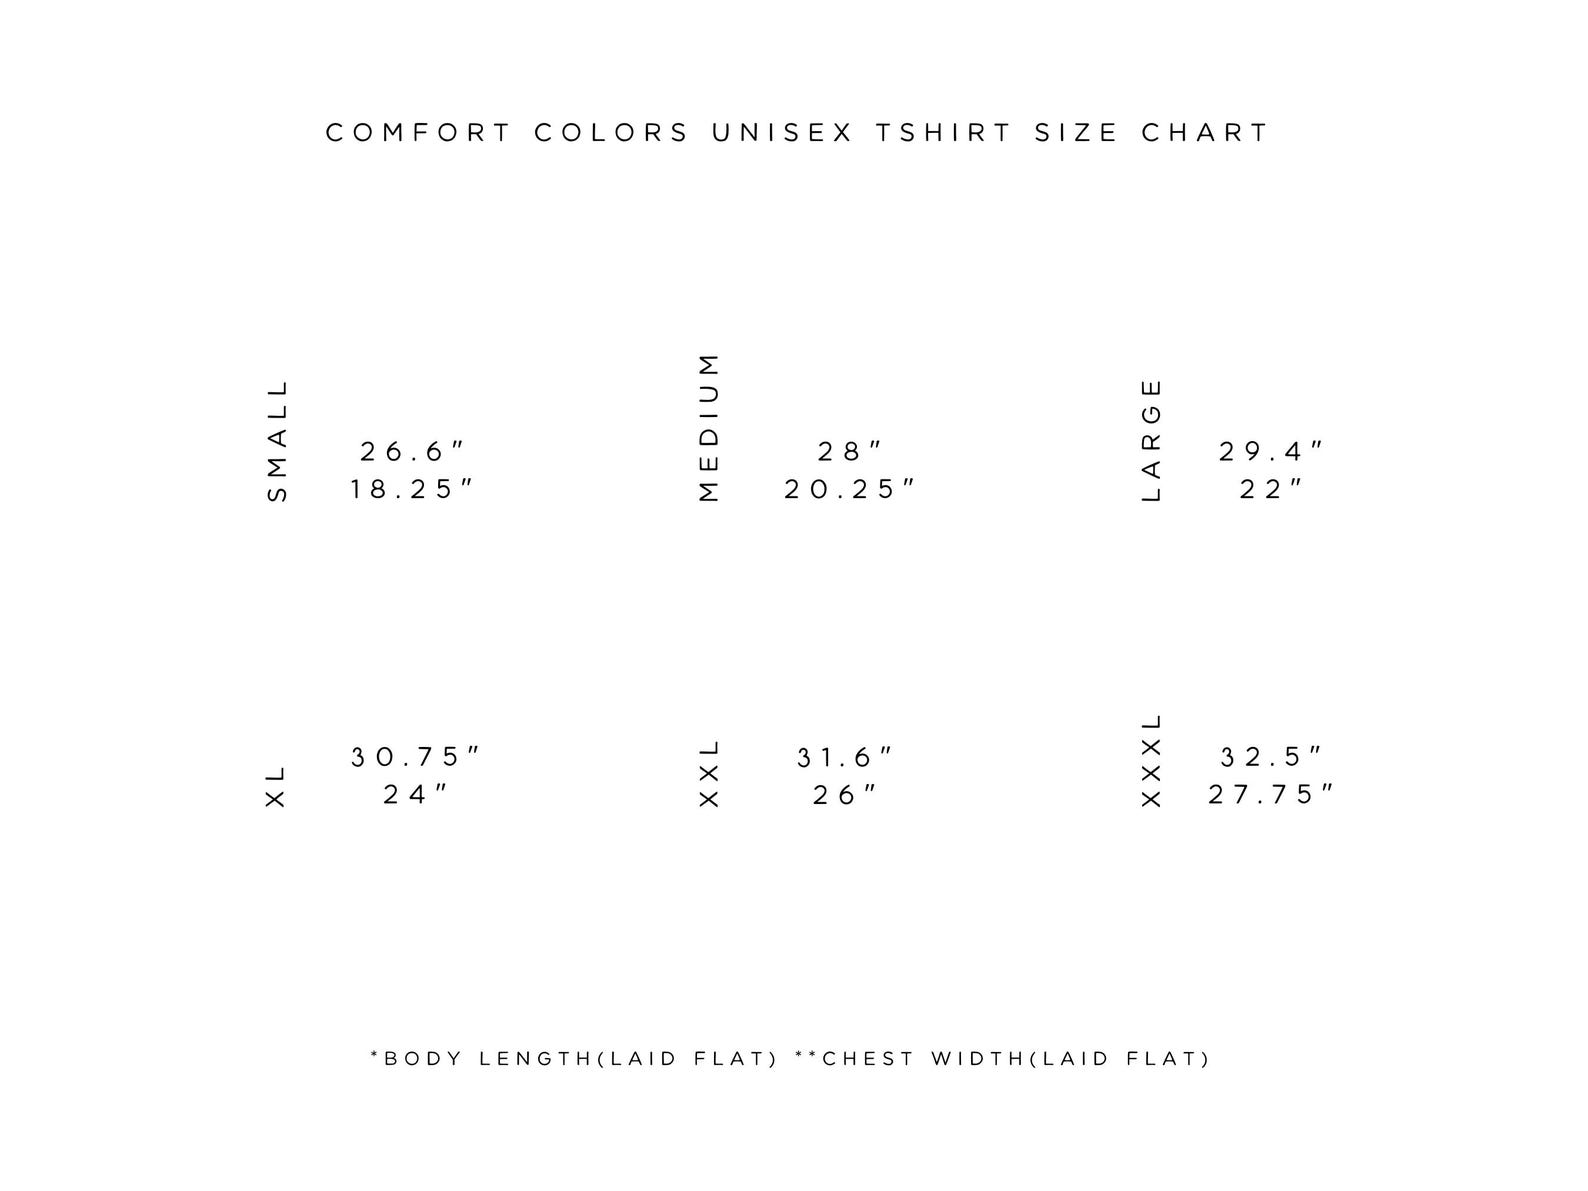 COMFORT COLORS UNISEX TSHIRT SIZE CHART
SMALL
26.6"
18.25"
MEDIUM
28"
20.25"
LARGE
29.4"
22"
XL
30.75"
24"
XXL
31.6"
26"
XXXL
32.5"
27.75"
*BODY LENGTH(LAID FLAT) **CHEST WIDTH(LAID FLAT)